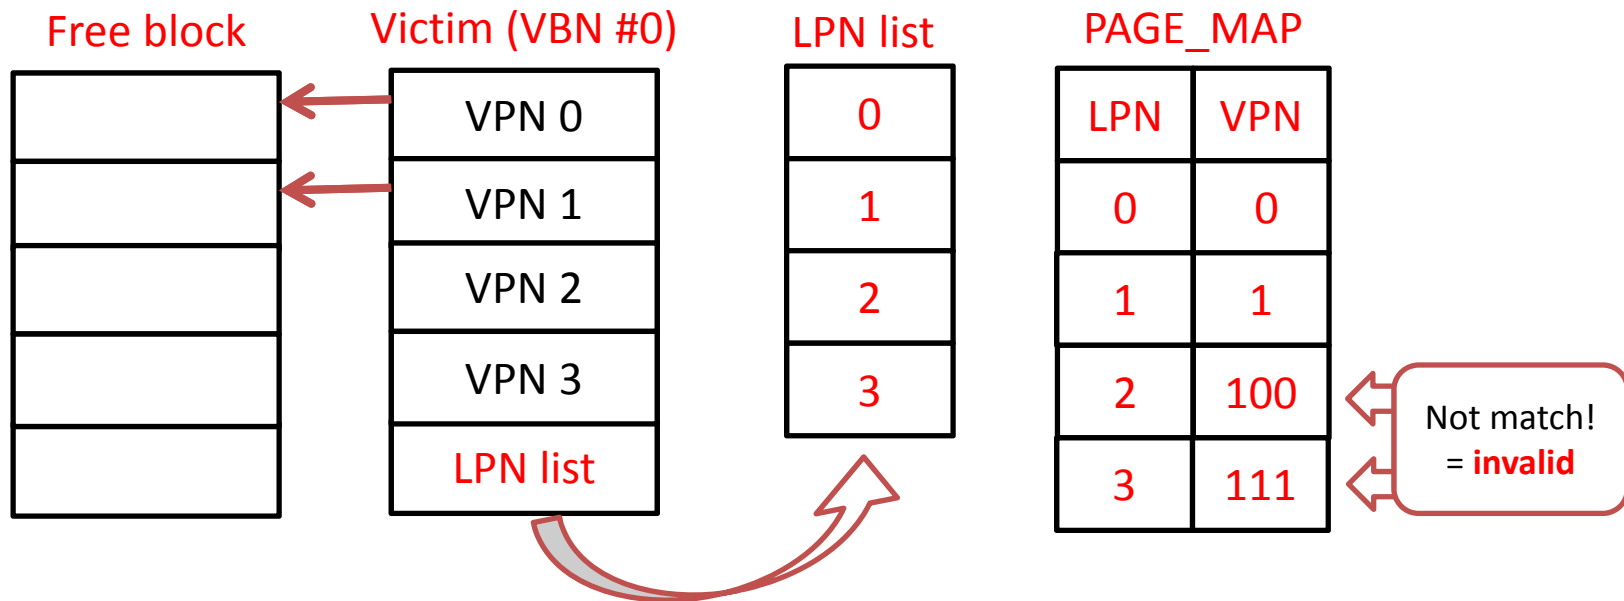 Free block
Victim (VBN #0)
LPN list
PAGE_MAP
VPN 0
VPN 1
VPN 2
VPN 3
LPN list
0
1
2
3
LPN VPN
0 0
1 1
2 100
3 111
Not match!
= invalid